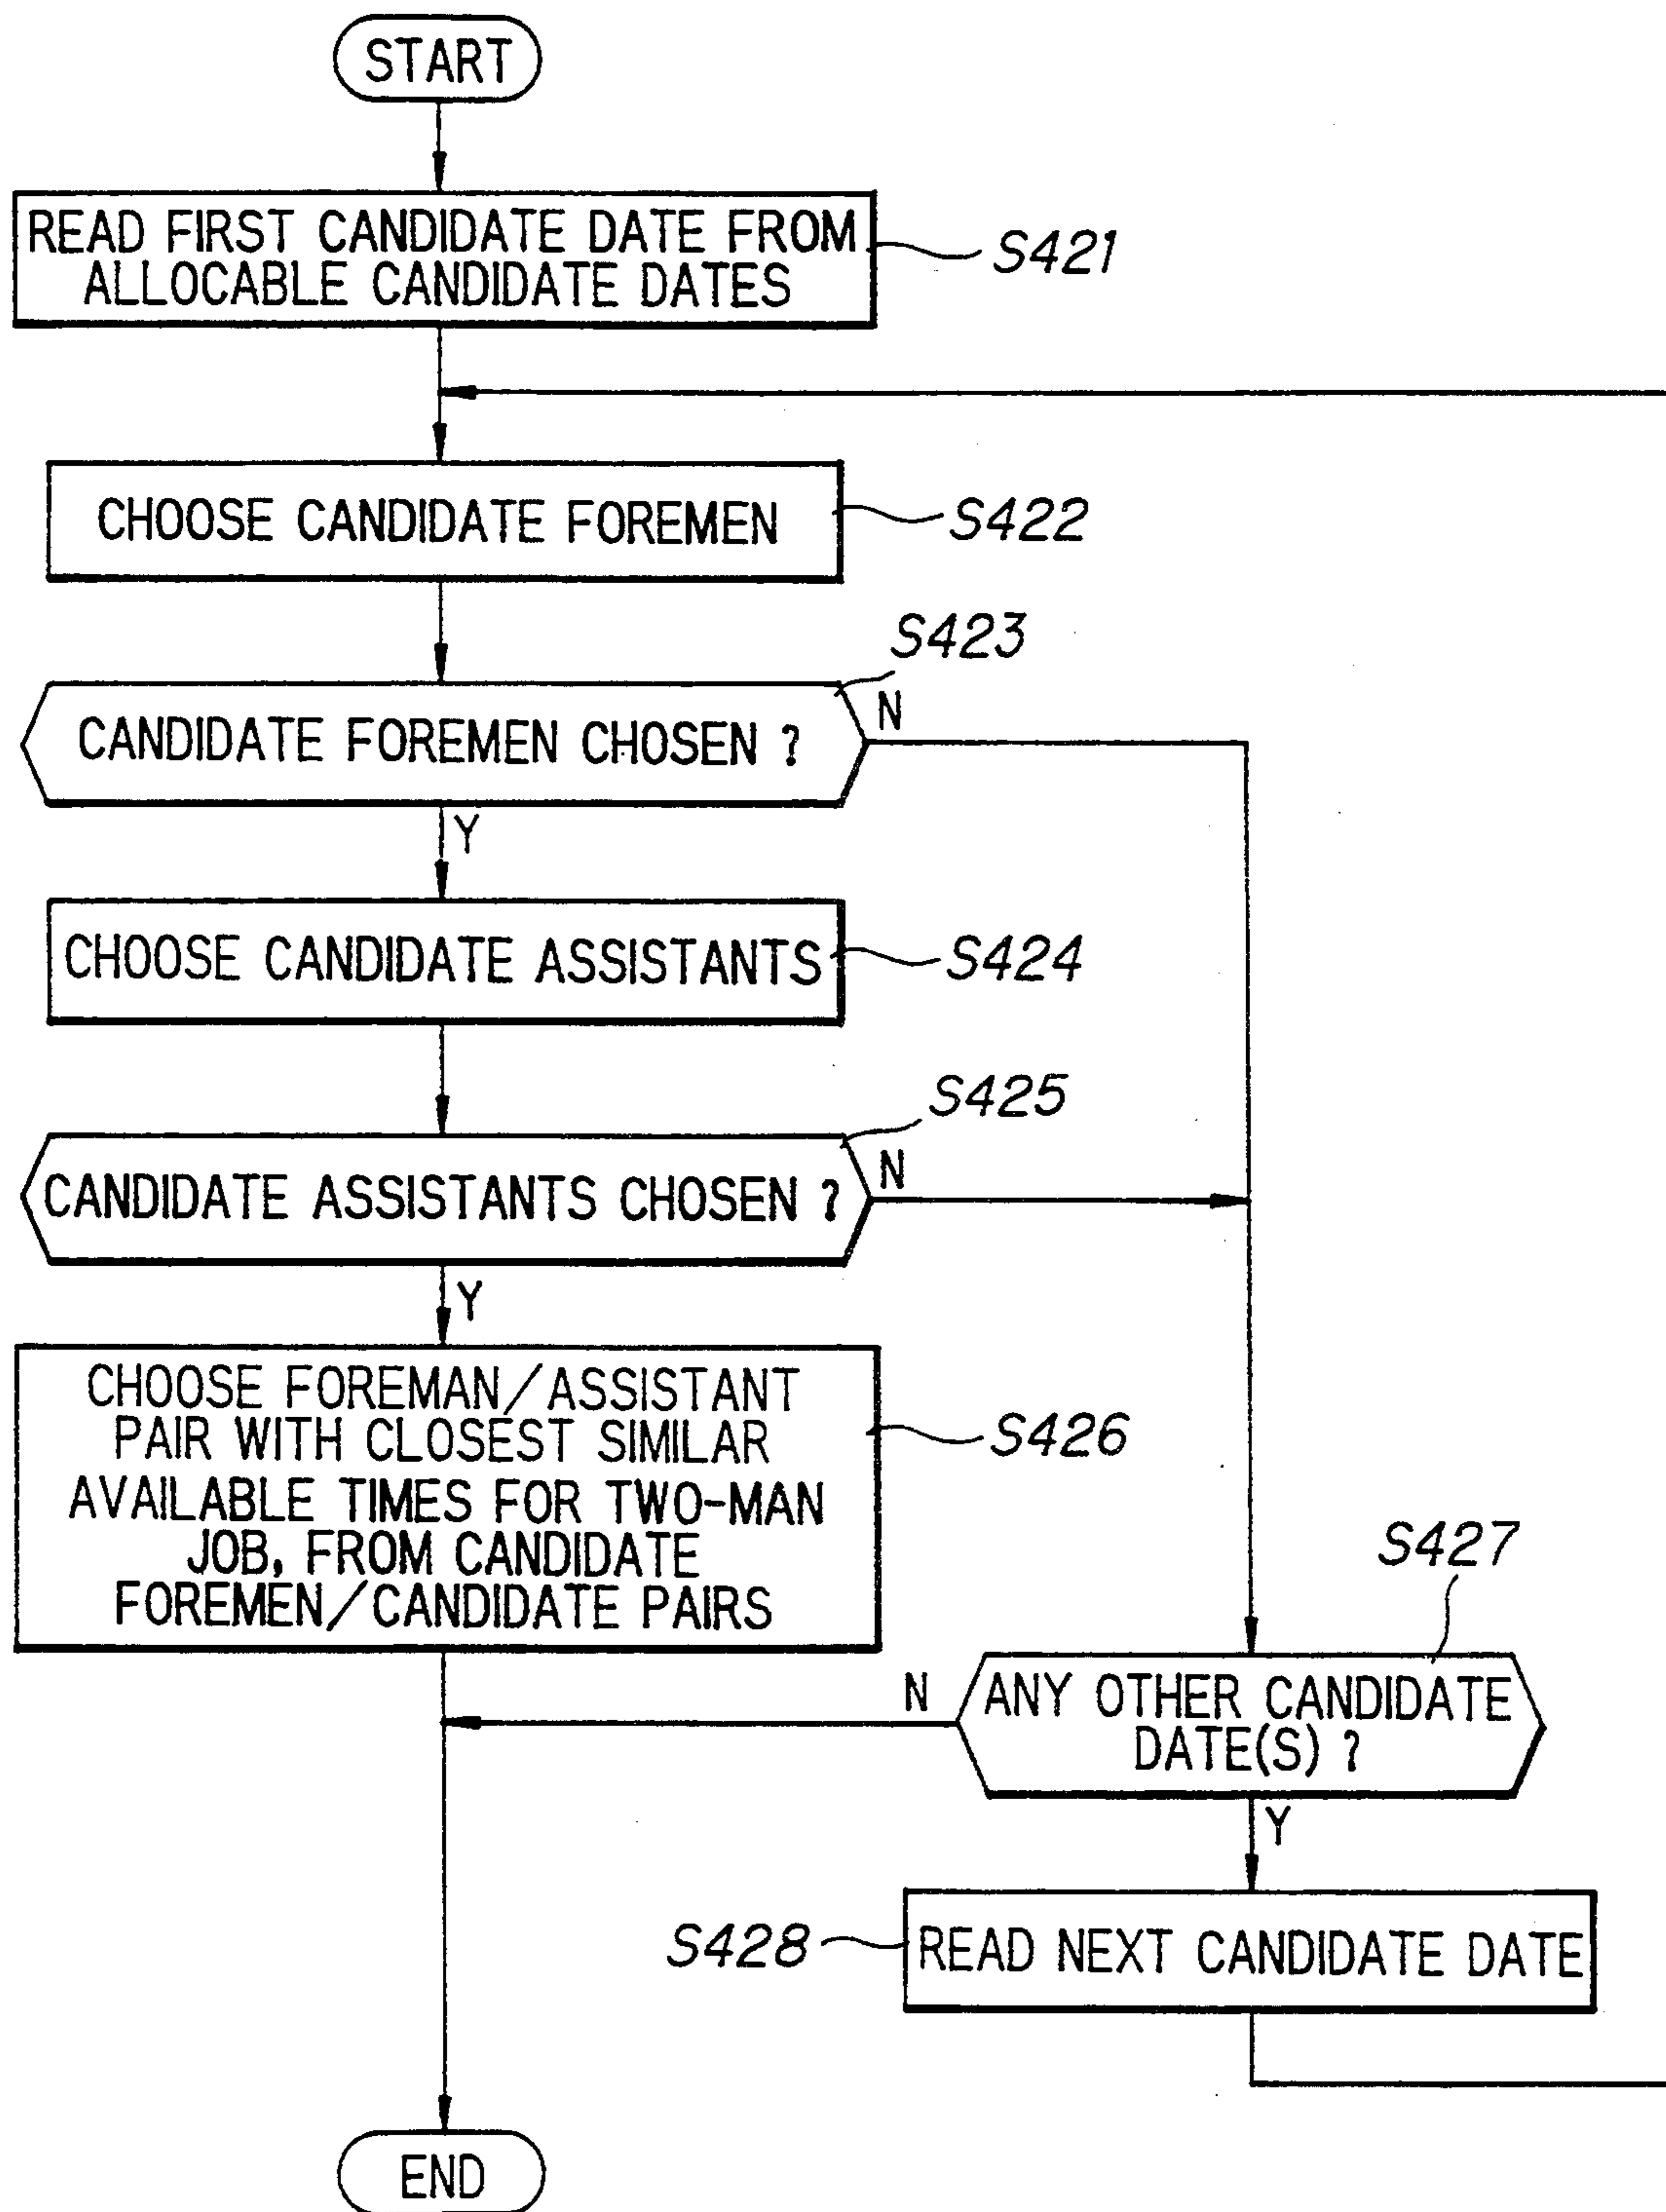 START
READ FIRST CANDIDATE DATE FROM
ALLOCABLE CANDIDATE DATES
S421
CHOOSE CANDIDATE FOREMEN
S422
S423
CANDIDATE FOREMEN CHOSEN ?
N
Y
CHOOSE CANDIDATE ASSISTANTS
S424
S425
CANDIDATE ASSISTANTS CHOSEN ?
N
Y
CHOOSE FOREMAN/ASSISTANT
PAIR WITH CLOSEST SIMILAR
AVAILABLE TIMES FOR TWO-MAN
JOB, FROM CANDIDATE
FOREMEN/CANDIDATE PAIRS
S426
S427
N
ANY OTHER CANDIDATE
DATE(S) ?
Y
S428
READ NEXT CANDIDATE DATE
END